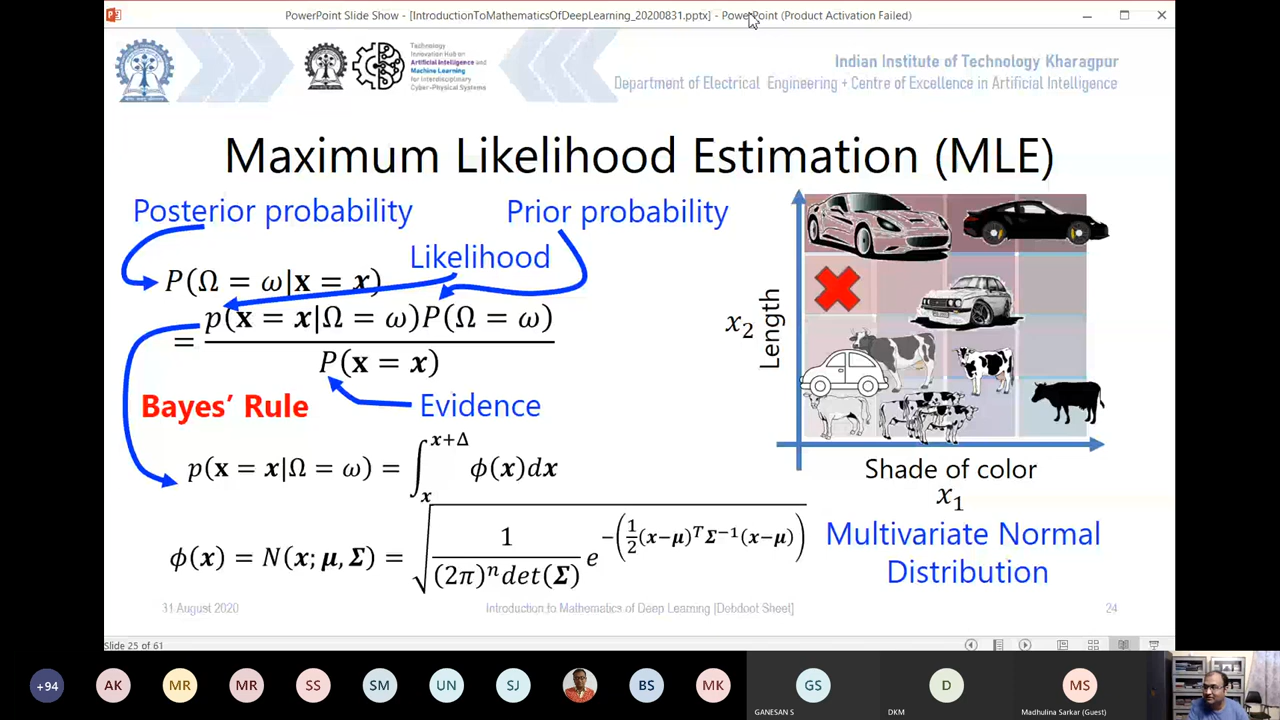 PowerPoint Slide Show - [IntroductionToMathematicsOfDeepLearning_20200831.pptx] - PowerPoint (Product Activation Failed)
Technology
Innovation Hub on
Artificial Intelligence and
Machine Learning
for Interdisciplinary
Cyber-Physical Systems
Indian Institute of Technology Kharagpur
Department of Electrical Engineering + Centre of Excellence in Artificial Intelligence
Maximum Likelihood Estimation (MLE)
Posterior probability
Prior probability
Likelihood
P(Ω = ω|x = x)
= p(x = x|Ω = ω)P(Ω = ω)
P(x = x)
Bayes' Rule
Evidence
p(x = x|Ω = ω) = ∫ₓ^(x+Δ) ϕ(x)dx
ϕ(x) = N(x; μ, Σ) = √(1/((2π)ⁿdet(Σ)) e^(−(½(x−μ)ᵀΣ⁻¹(x−μ))))
x₂
Length
Shade of color
x₁
Multivariate Normal
Distribution
31 August 2020
Introduction to Mathematics of Deep Learning [Debdoot Sheet]
24
Slide 25 of 61
+94
AK
MR
MR
SS
SM
UN
SJ
BS
MK
GS
D
MS
GANESAN S
DKM
Madhulina Sarkar (Guest)